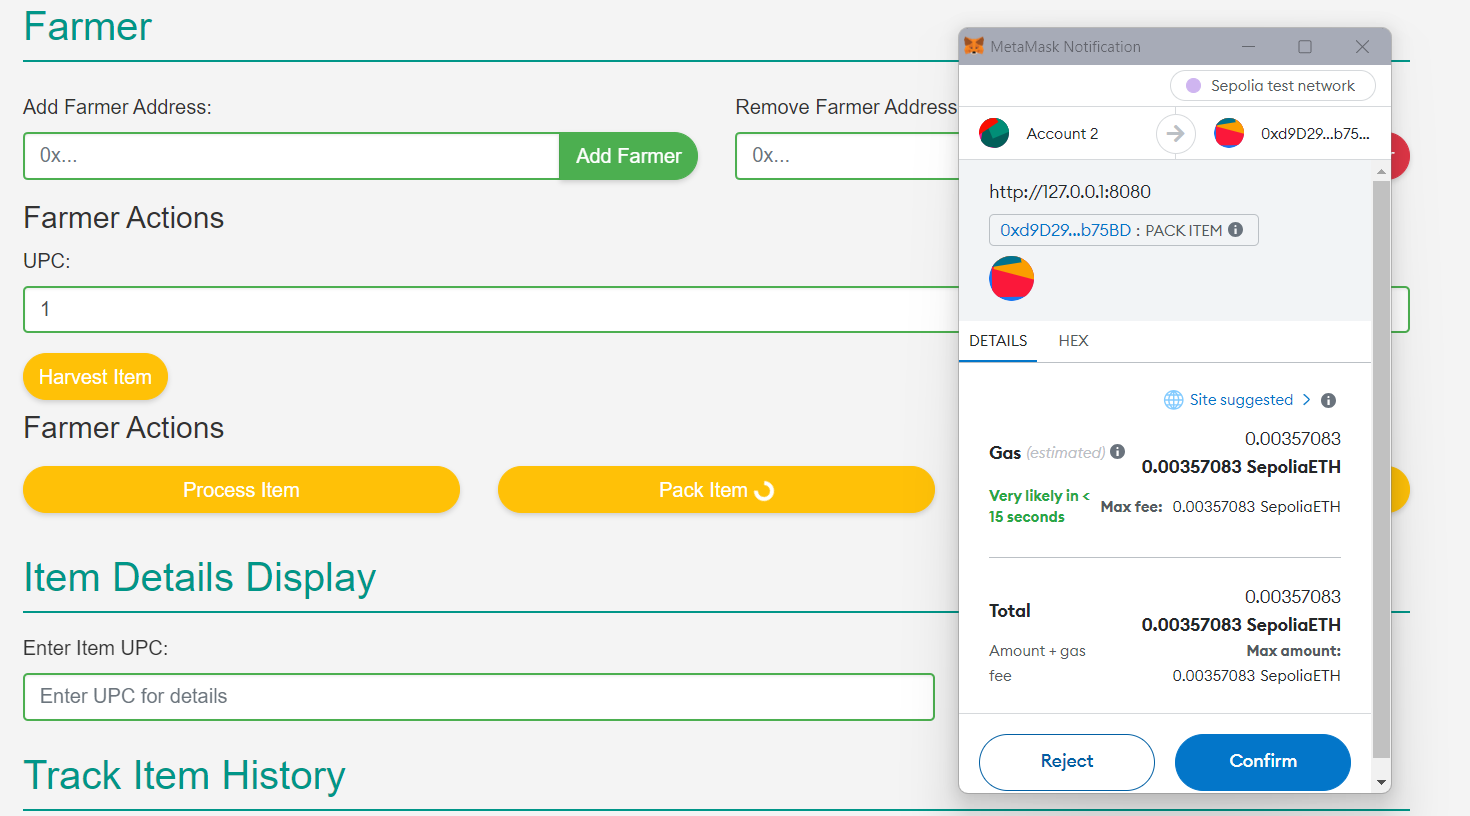 Farmer
Add Farmer Address:
Remove Farmer Address
0x...
Add Farmer
0x...
Farmer Actions
UPC:
1
Harvest Item
Farmer Actions
Process Item
Pack Item
Item Details Display
Enter Item UPC:
Enter UPC for details
Track Item History
MetaMask Notification
Sepolia test network
Account 2
0xd9D29...b75...
http://127.0.0.1:8080
0xd9D29...b75BD : PACK ITEM
DETAILS
HEX
Site suggested >
0.00357083
Gas (estimated)
0.00357083 SepoliaETH
Very likely in <
15 seconds
Max fee: 0.00357083 SepoliaETH
0.00357083
Total
0.00357083 SepoliaETH
Amount + gas
fee
Max amount:
0.00357083 SepoliaETH
Reject
Confirm